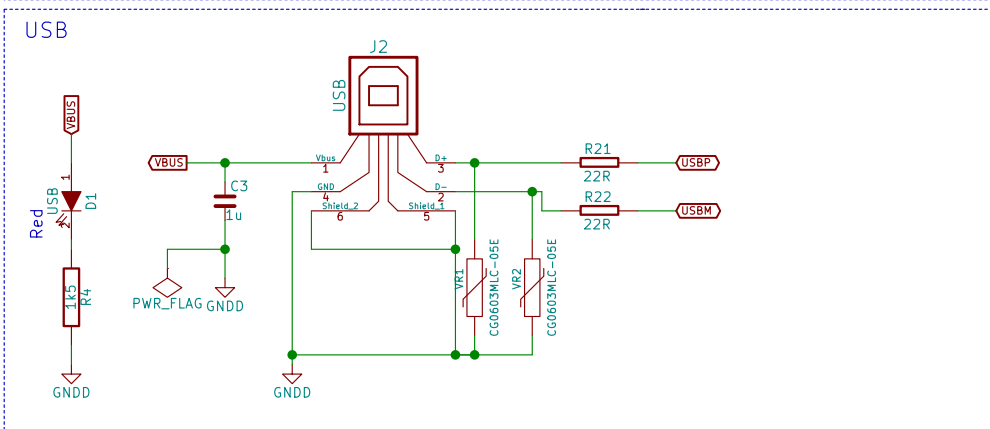 USB
J2
USB
VBUS
VBUS
Vbus
1
D+
3
R21
22R
USBP
GND
4
D-
2
R22
22R
USBM
Shield_2
6
Shield_1
5
C3
1u
1
USB
D1
2
Red
VR1
CG0603MLC-05E
VR2
CG0603MLC-05E
1k5
R4
PWR_FLAG
GNDD
GNDD
GNDD